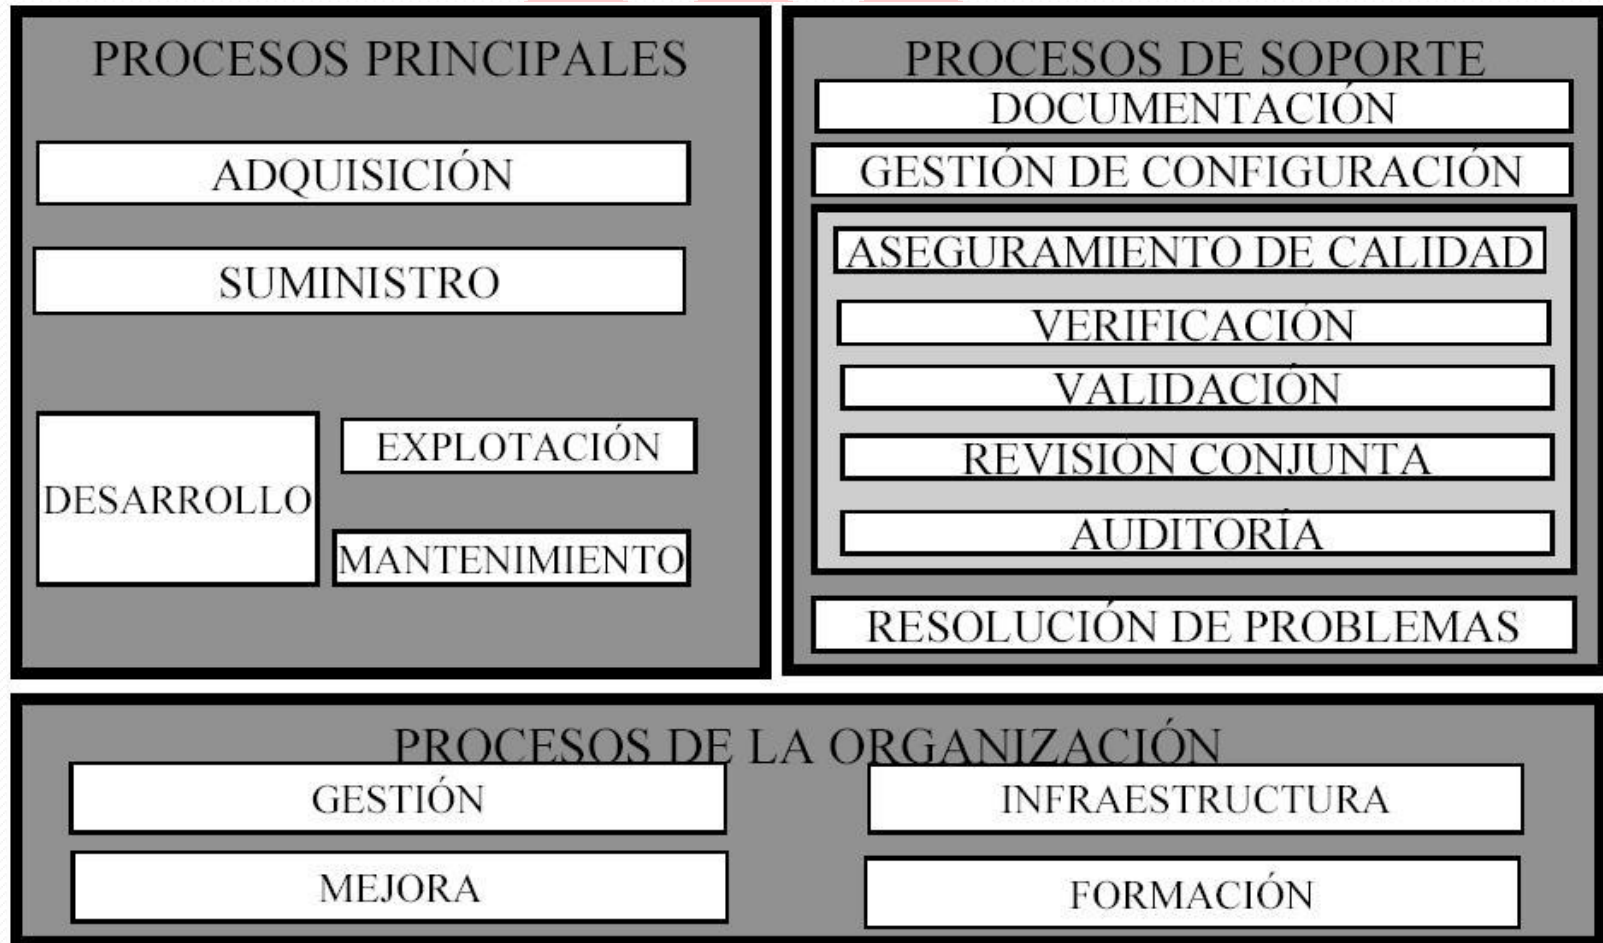 PROCESOS PRINCIPALES
ADQUISICIÓN
SUMINISTRO
DESARROLLO
EXPLOTACIÓN
MANTENIMIENTO
PROCESOS DE SOPORTE
DOCUMENTACIÓN
GESTIÓN DE CONFIGURACIÓN
ASEGURAMIENTO DE CALIDAD
VERIFICACIÓN
VALIDACIÓN
REVISIÓN CONJUNTA
AUDITORÍA
RESOLUCIÓN DE PROBLEMAS
PROCESOS DE LA ORGANIZACIÓN
GESTIÓN
INFRAESTRUCTURA
MEJORA
FORMACIÓN